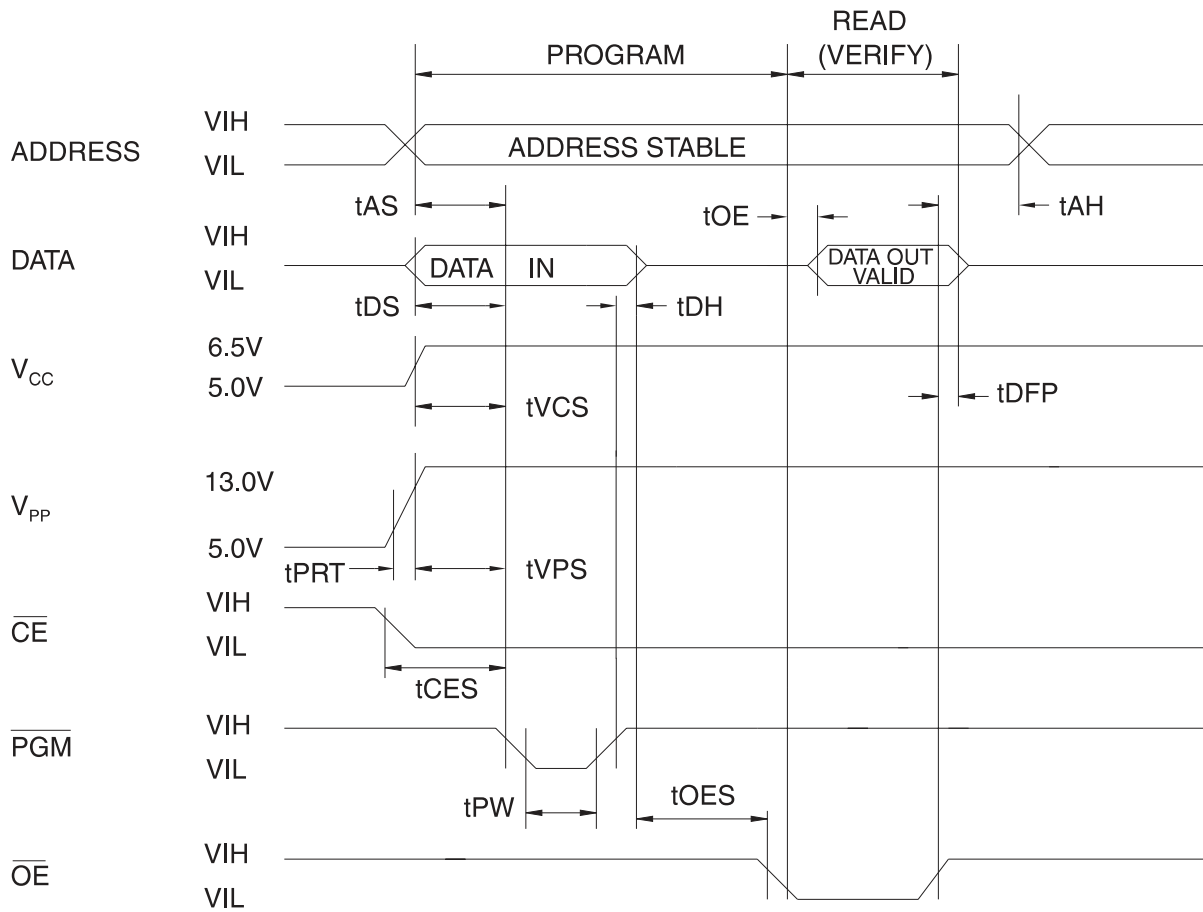 READ
PROGRAM (VERIFY)
VIH
ADDRESS ADDRESS STABLE
VIL
tAS tOE tAH
VIH
DATA DATA IN DATA OUT
VIL VALID
tDS tDH
6.5V
VCC
5.0V
tVCS tDFP
13.0V
VPP
5.0V
tPRT tVPS
VIH
CE
VIL
tCES
VIH
PGM
VIL
tPW tOES
VIH
OE
VIL